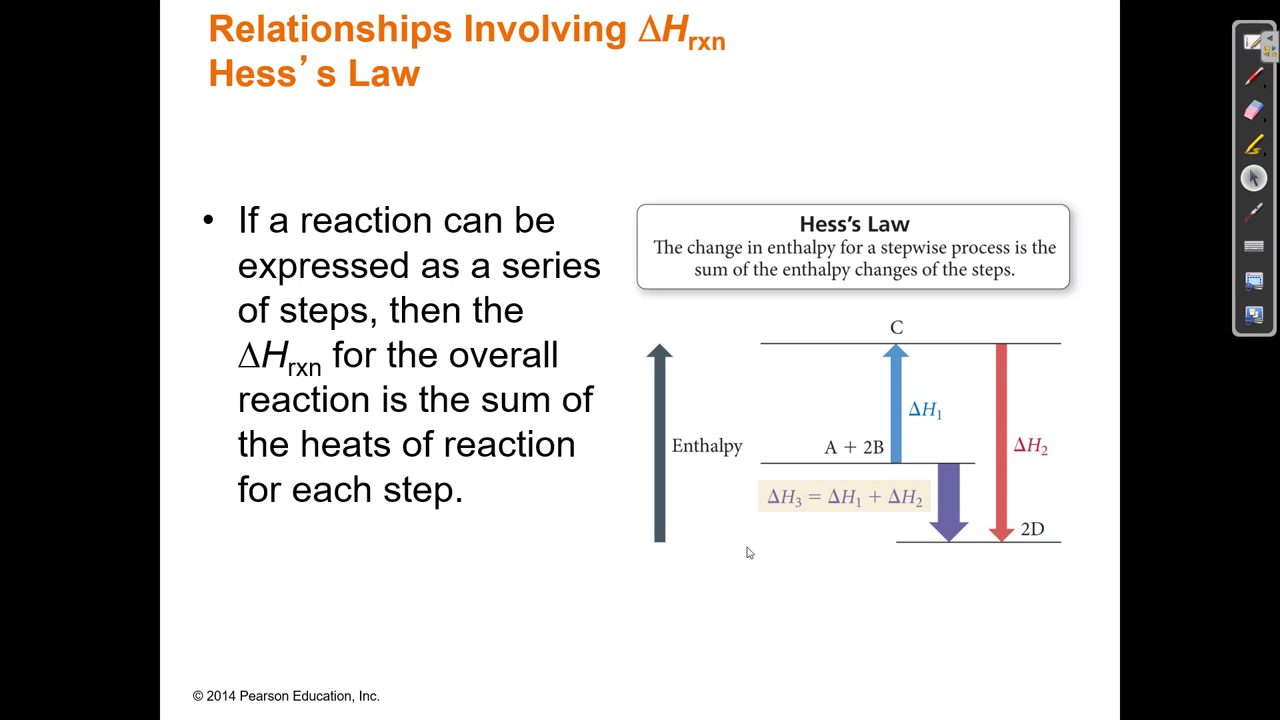 Relationships Involving ΔHrxn
Hess's Law
• If a reaction can be
expressed as a series
of steps, then the
ΔHrxn for the overall
reaction is the sum of
the heats of reaction
for each step.
Hess's Law
The change in enthalpy for a stepwise process is the
sum of the enthalpy changes of the steps.
C
ΔH1
Enthalpy
A + 2B
ΔH2
ΔH3 = ΔH1 + ΔH2
2D
© 2014 Pearson Education, Inc.